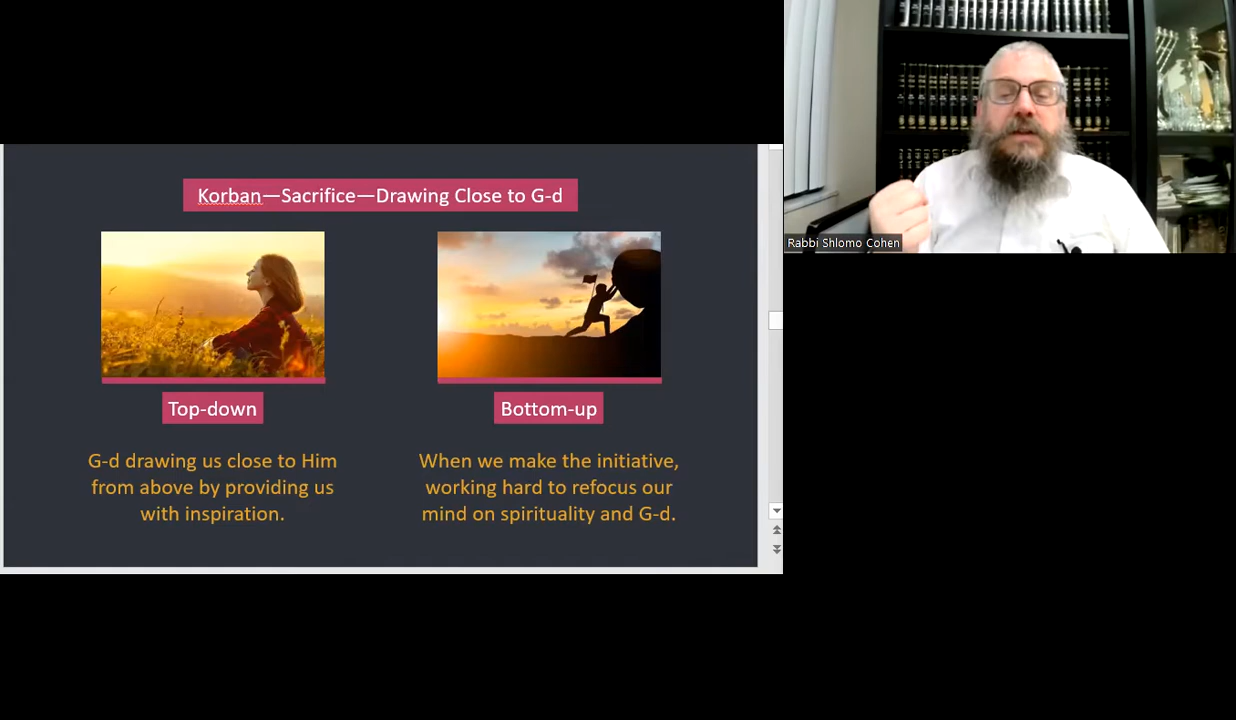 Korban—Sacrifice—Drawing Close to G-d
Top-down
Bottom-up
G-d drawing us close to Him
from above by providing us
with inspiration.
When we make the initiative,
working hard to refocus our
mind on spirituality and G-d.
Rabbi Shlomo Cohen